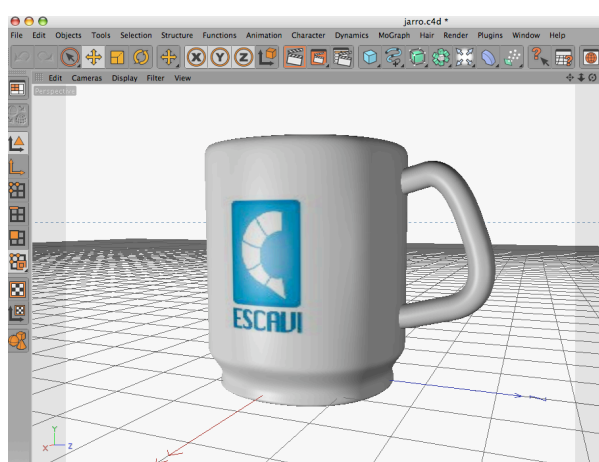 jarro.c4d *
File Edit Objects Tools Selection Structure Functions Animation Character Dynamics MoGraph Hair Render Plugins Window Help
X Y Z
Edit Cameras Display Filter View
Perspective
ESCAVI
Y
X Z